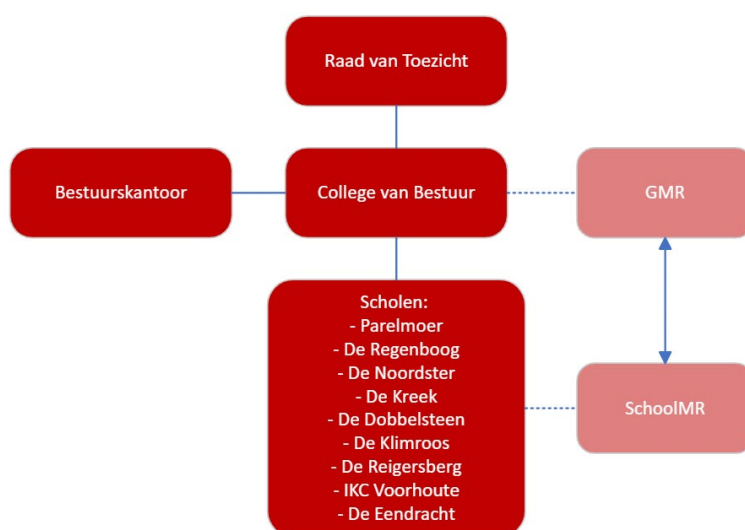 Raad van Toezicht
Bestuurskantoor
College van Bestuur
GMR
Scholen:
- Parelmoer
- De Regenboog
- De Noordster
- De Kreek
- De Dobbelsteen
- De Klimroos
- De Reigersberg
- IKC Voorhoute
- De Eendracht
SchoolMR